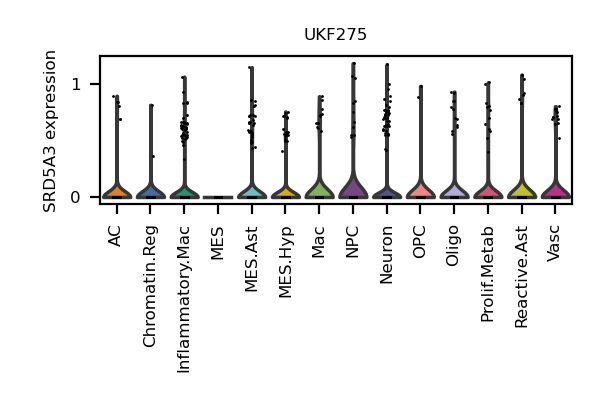 UKF275
SRD5A3 expression
1
0
AC
Chromatin.Reg
Inflammatory.Mac
MES
MES.Ast
MES.Hyp
Mac
NPC
Neuron
OPC
Oligo
Prolif.Metab
Reactive.Ast
Vasc